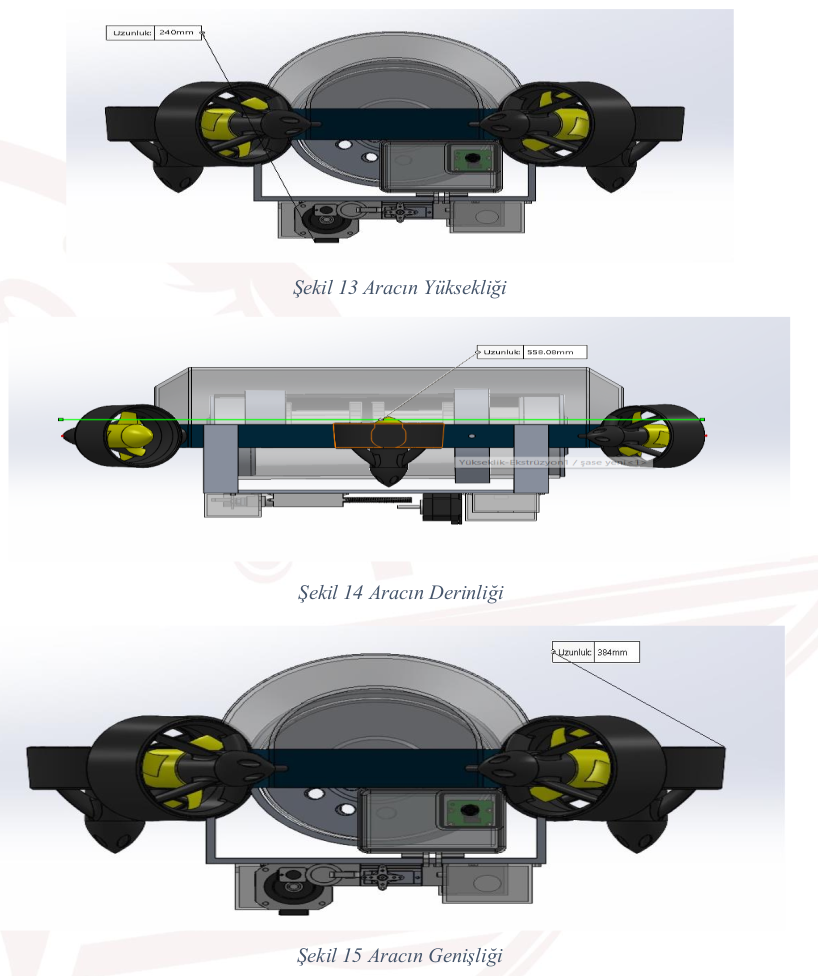 Uzunluk: 240mm
Şekil 13 Aracın Yüksekliği
Uzunluk: 558.08mm
Yükseklik-Ekstrüzyon1 / şase yeni
Şekil 14 Aracın Derinliği
Uzunluk: 384mm
Şekil 15 Aracın Genişliği